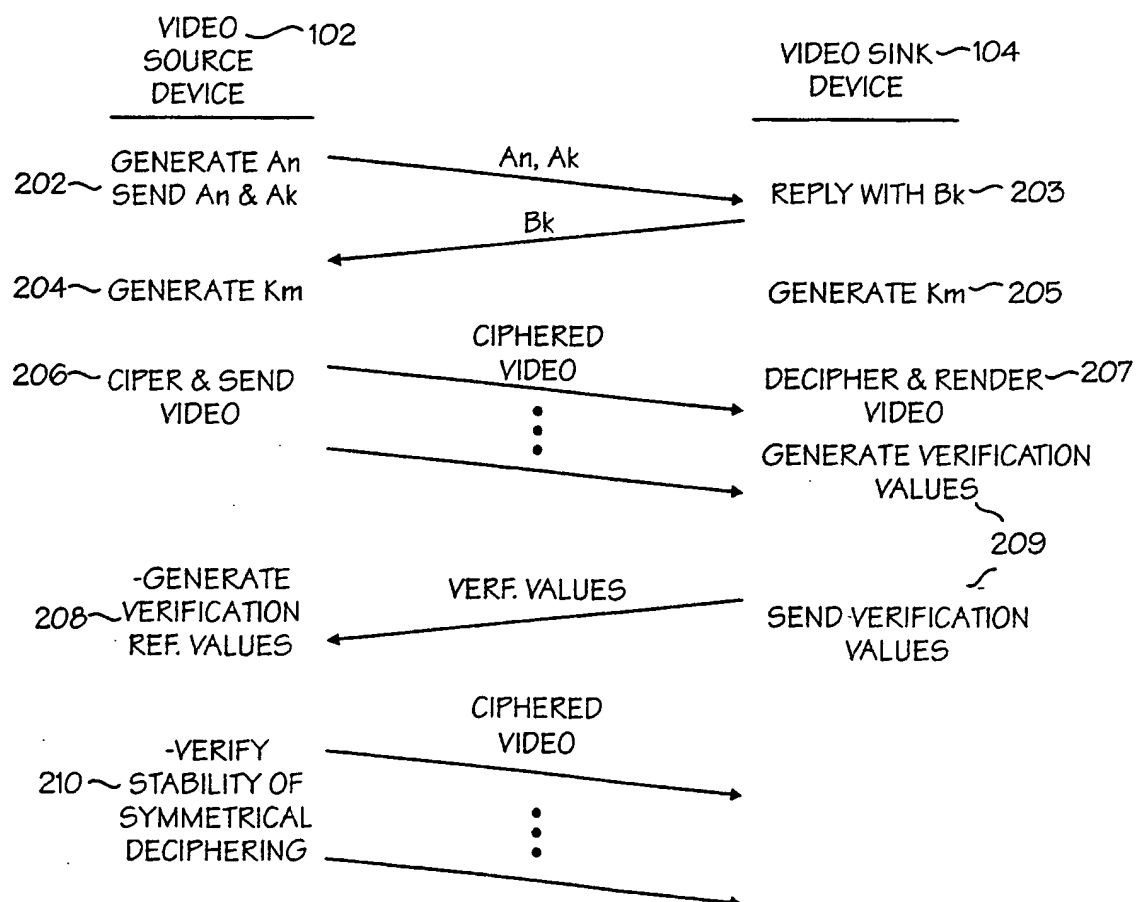 VIDEO
SOURCE
DEVICE
102
VIDEO SINK 104
DEVICE
202
GENERATE An
SEND An & Ak
An, Ak
REPLY WITH Bk 203
Bk
204 GENERATE Km
GENERATE Km 205
206 CIPER & SEND
VIDEO
CIPHERED
VIDEO
DECIPHER & RENDER 207
VIDEO
GENERATE VERIFICATION
VALUES
209
208
-GENERATE
VERIFICATION
REF. VALUES
VERF. VALUES
SEND VERIFICATION
VALUES
CIPHERED
VIDEO
210
-VERIFY
STABILITY OF
SYMMETRICAL
DECIPHERING